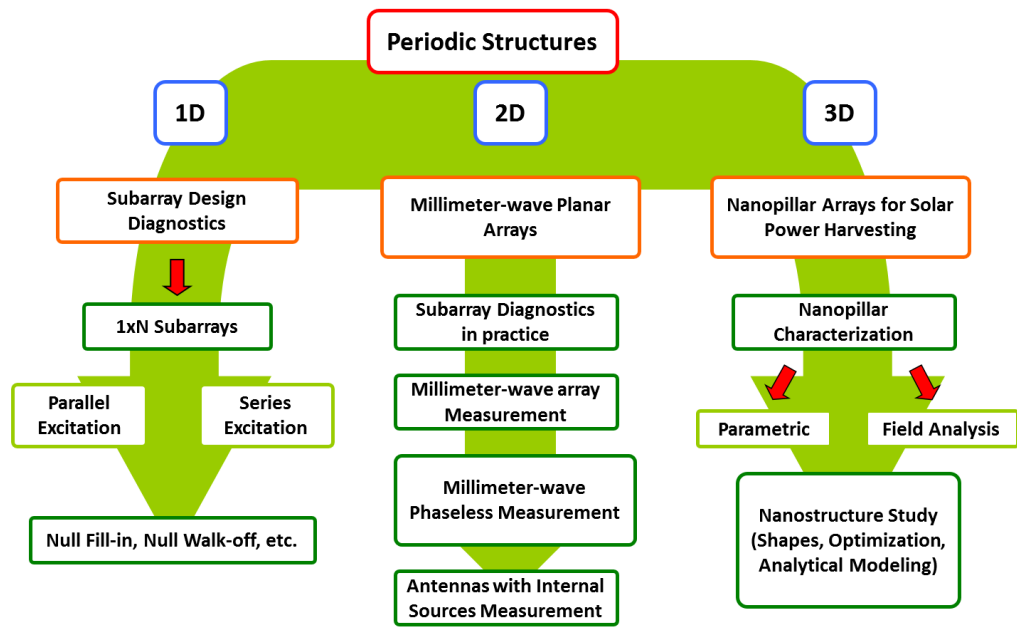 Periodic Structures
1D
2D
3D
Subarray Design
Diagnostics
1xN Subarrays
Parallel
Excitation
Series
Excitation
Null Fill-in, Null Walk-off, etc.
Millimeter-wave Planar
Arrays
Subarray Diagnostics
in practice
Millimeter-wave array
Measurement
Millimeter-wave
Phaseless Measurement
Antennas with Internal
Sources Measurement
Nanopillar Arrays for Solar
Power Harvesting
Nanopillar
Characterization
Parametric
Field Analysis
Nanostructure Study
(Shapes, Optimization,
Analytical Modeling)